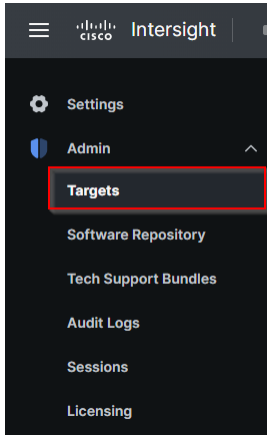 cisco Intersight
Settings
Admin
Targets
Software Repository
Tech Support Bundles
Audit Logs
Sessions
Licensing